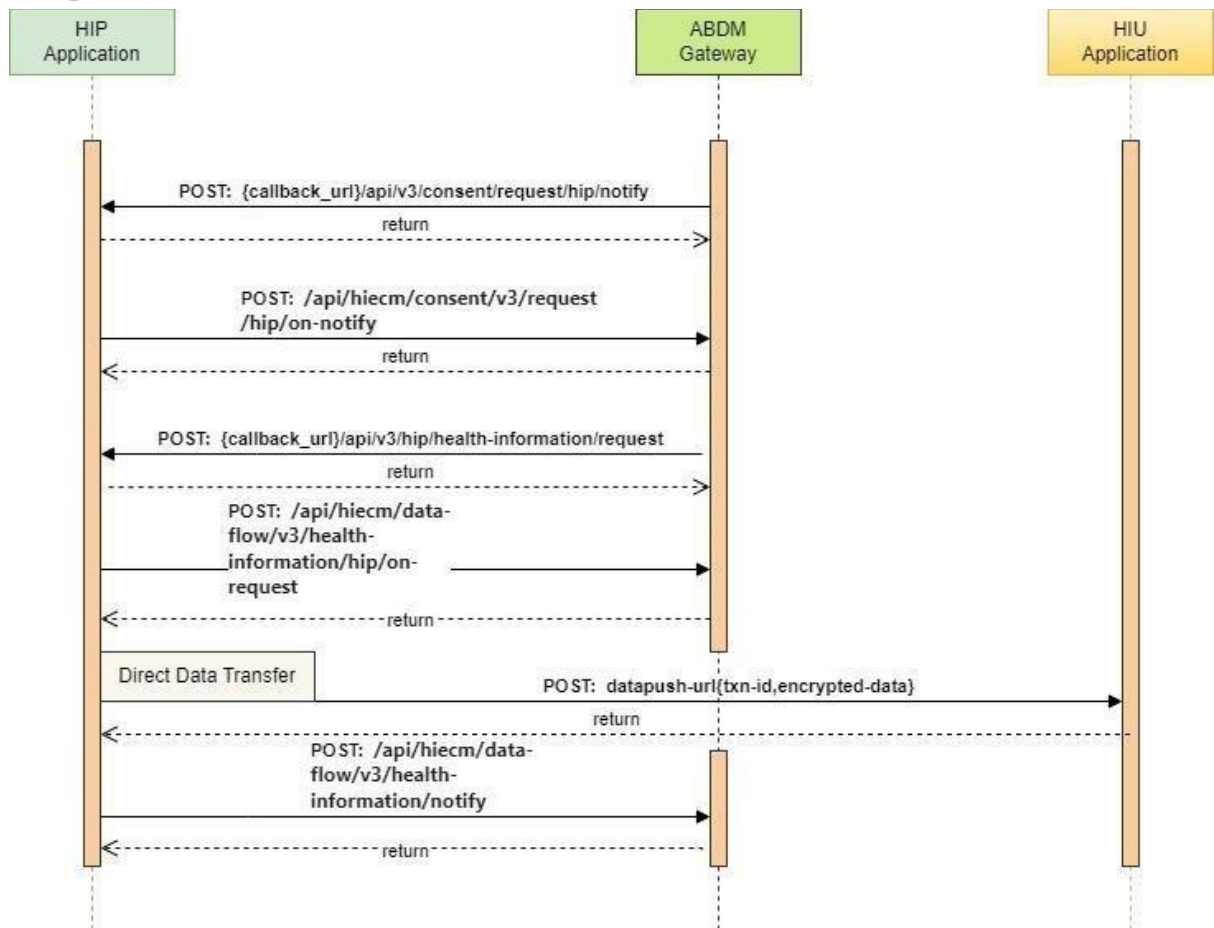 HIP
Application
ABDM
Gateway
HIU
Application
POST: {callback_url}/api/v3/consent/request/hip/notify
return
POST: /api/hiecm/consent/v3/request
/hip/on-notify
return
POST: {callback_url}/api/v3/hip/health-information/request
return
POST: /api/hiecm/data-
flow/v3/health-
information/hip/on-
request
return
Direct Data Transfer
POST: datapush-url{txn-id,encrypted-data}
return
POST: /api/hiecm/data-
flow/v3/health-
information/notify
return